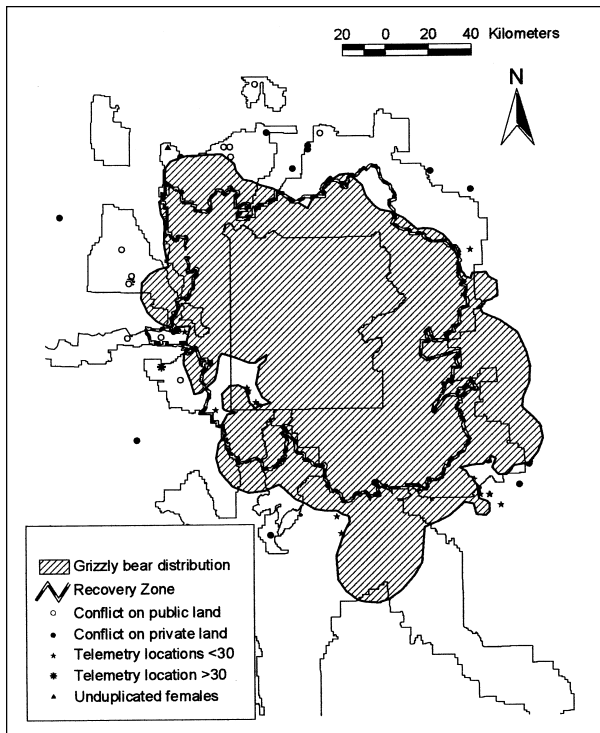 20 0 20 40 Kilometers
N
Grizzly bear distribution
Recovery Zone
Conflict on public land
Conflict on private land
Telemetry locations <30
Telemetry location >30
Unduplicated females